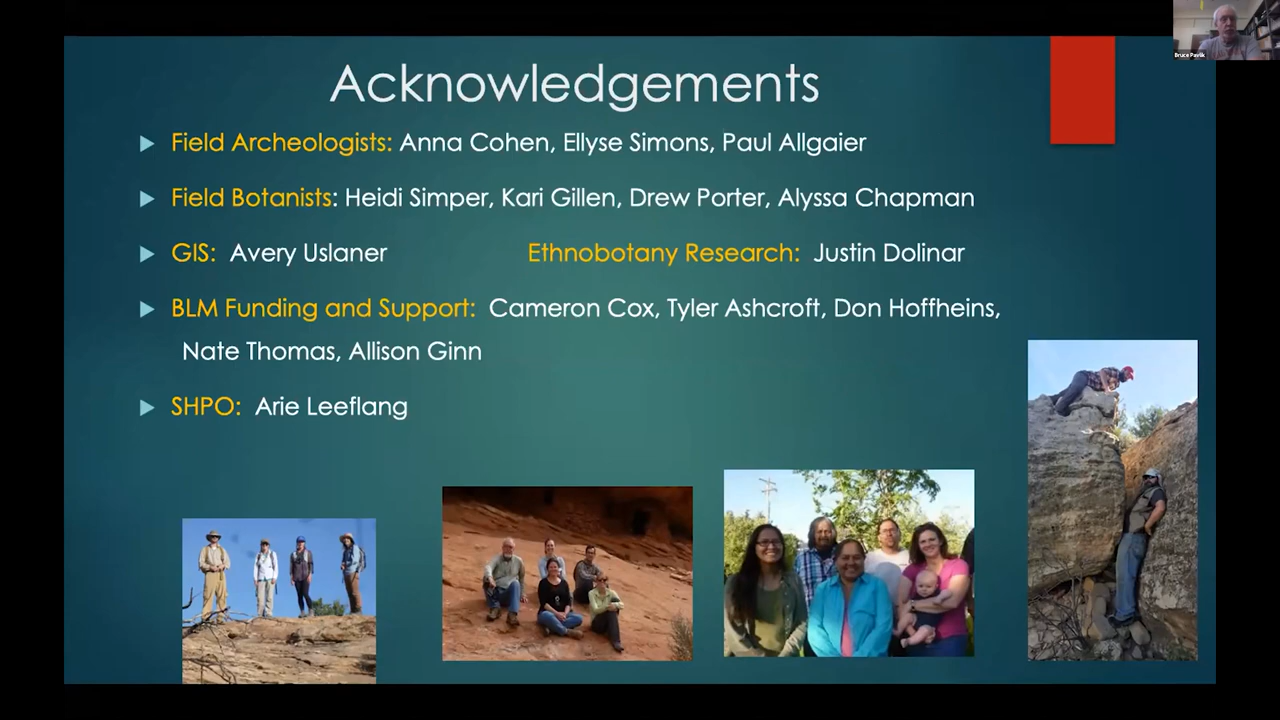 Bruce Pavlik
Acknowledgements
Field Archeologists: Anna Cohen, Ellyse Simons, Paul Allgaier
Field Botanists: Heidi Simper, Kari Gillen, Drew Porter, Alyssa Chapman
GIS: Avery Uslaner Ethnobotany Research: Justin Dolinar
BLM Funding and Support: Cameron Cox, Tyler Ashcroft, Don Hoffheins,
Nate Thomas, Allison Ginn
SHPO: Arie Leeflang